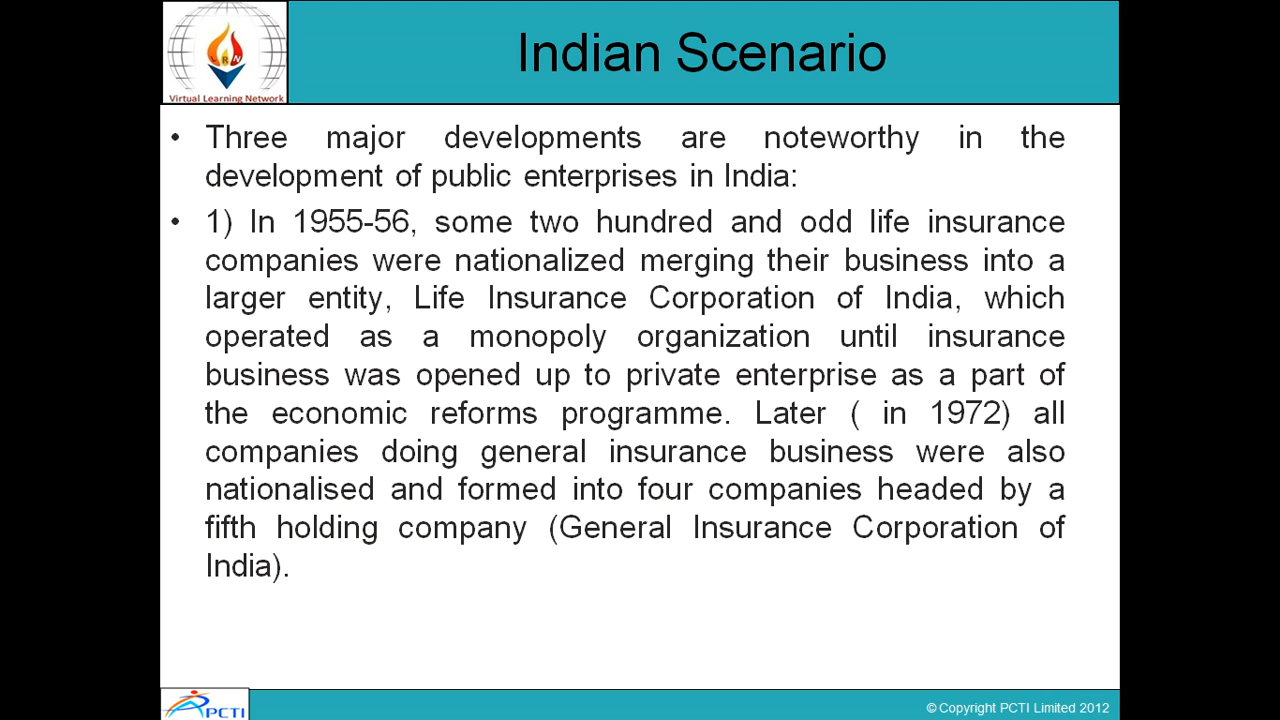 Indian Scenario
Virtual Learning Network
• Three major developments are noteworthy in the
development of public enterprises in India:
• 1) In 1955-56, some two hundred and odd life insurance
companies were nationalized merging their business into a
larger entity, Life Insurance Corporation of India, which
operated as a monopoly organization until insurance
business was opened up to private enterprise as a part of
the economic reforms programme. Later ( in 1972) all
companies doing general insurance business were also
nationalised and formed into four companies headed by a
fifth holding company (General Insurance Corporation of
India).
PCTI
© Copyright PCTI Limited 2012